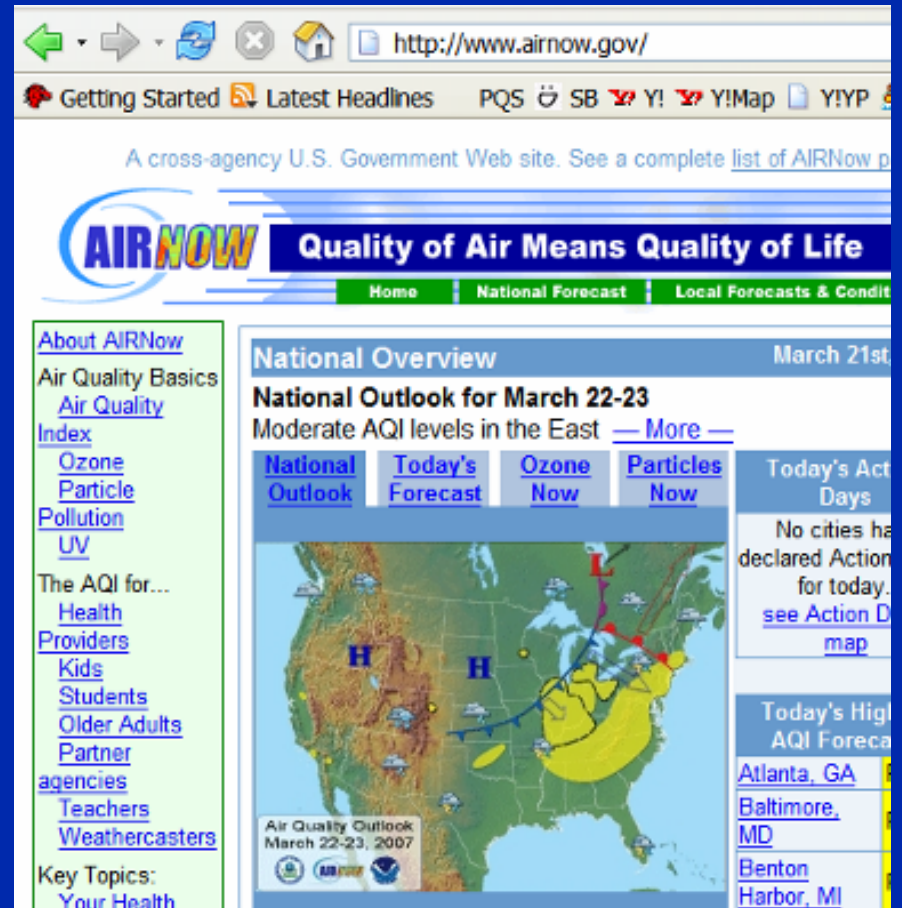 http://www.airnow.gov/
Getting Started Latest Headlines PQS SB Y! Y!Map Y!YP
A cross-agency U.S. Government Web site. See a complete list of AIRNow p
AIRNOW Quality of Air Means Quality of Life
Home National Forecast Local Forecasts & Condit
About AIRNow
Air Quality Basics
Air Quality
Index
Ozone
Particle
Pollution
UV
The AQI for...
Health
Providers
Kids
Students
Older Adults
Partner
agencies
Teachers
Weathercasters
Key Topics:
Your Health
National Overview March 21st,
National Outlook for March 22-23
Moderate AQI levels in the East — More —
National
Outlook
Today's
Forecast
Ozone
Now
Particles
Now
L
H
H
Air Quality Outlook
March 22-23, 2007
AIRNOW
Today's Act
Days
No cities ha
declared Action
for today.
see Action D
map
Today's Hig
AQI Foreca
Atlanta, GA
Baltimore,
MD
Benton
Harbor, MI